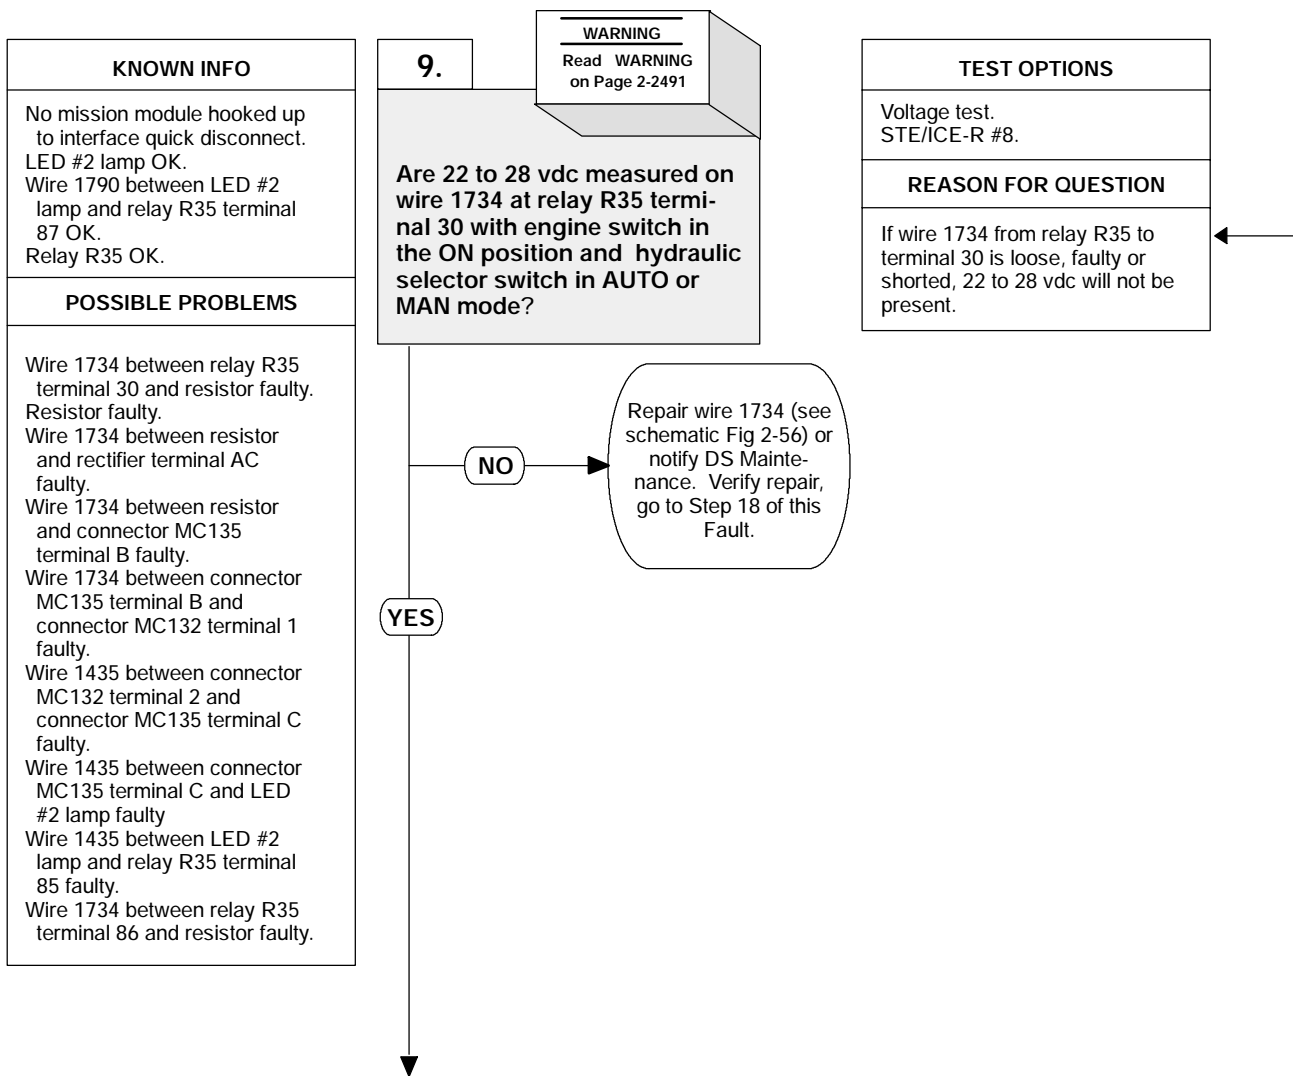 KNOWN INFO
No mission module hooked up
to interface quick disconnect.
LED #2 lamp OK.
Wire 1790 between LED #2
lamp and relay R35 terminal
87 OK.
Relay R35 OK.
POSSIBLE PROBLEMS
Wire 1734 between relay R35
terminal 30 and resistor faulty.
Resistor faulty.
Wire 1734 between resistor
and rectifier terminal AC
faulty.
Wire 1734 between resistor
and connector MC135
terminal B faulty.
Wire 1734 between connector
MC135 terminal B and
connector MC132 terminal 1
faulty.
Wire 1435 between connector
MC132 terminal 2 and
connector MC135 terminal C
faulty.
Wire 1435 between connector
MC135 terminal C and LED
#2 lamp faulty
Wire 1435 between LED #2
lamp and relay R35 terminal
85 faulty.
Wire 1734 between relay R35
terminal 86 and resistor faulty.
9.
WARNING
Read WARNING
on Page 2-2491
Are 22 to 28 vdc measured on
wire 1734 at relay R35 termi-
nal 30 with engine switch in
the ON position and hydraulic
selector switch in AUTO or
MAN mode?
NO
Repair wire 1734 (see
schematic Fig 2-56) or
notify DS Mainte-
nance. Verify repair,
go to Step 18 of this
Fault.
YES
TEST OPTIONS
Voltage test.
STE/ICE-R #8.
REASON FOR QUESTION
If wire 1734 from relay R35 to
terminal 30 is loose, faulty or
shorted, 22 to 28 vdc will not be
present.